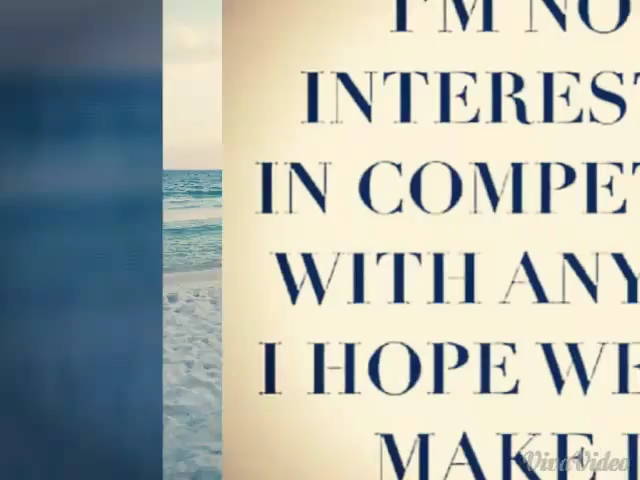 I'M NO
INTEREST
IN COMPET
WITH ANY
I HOPE WE
MAKE I
VivaVideo